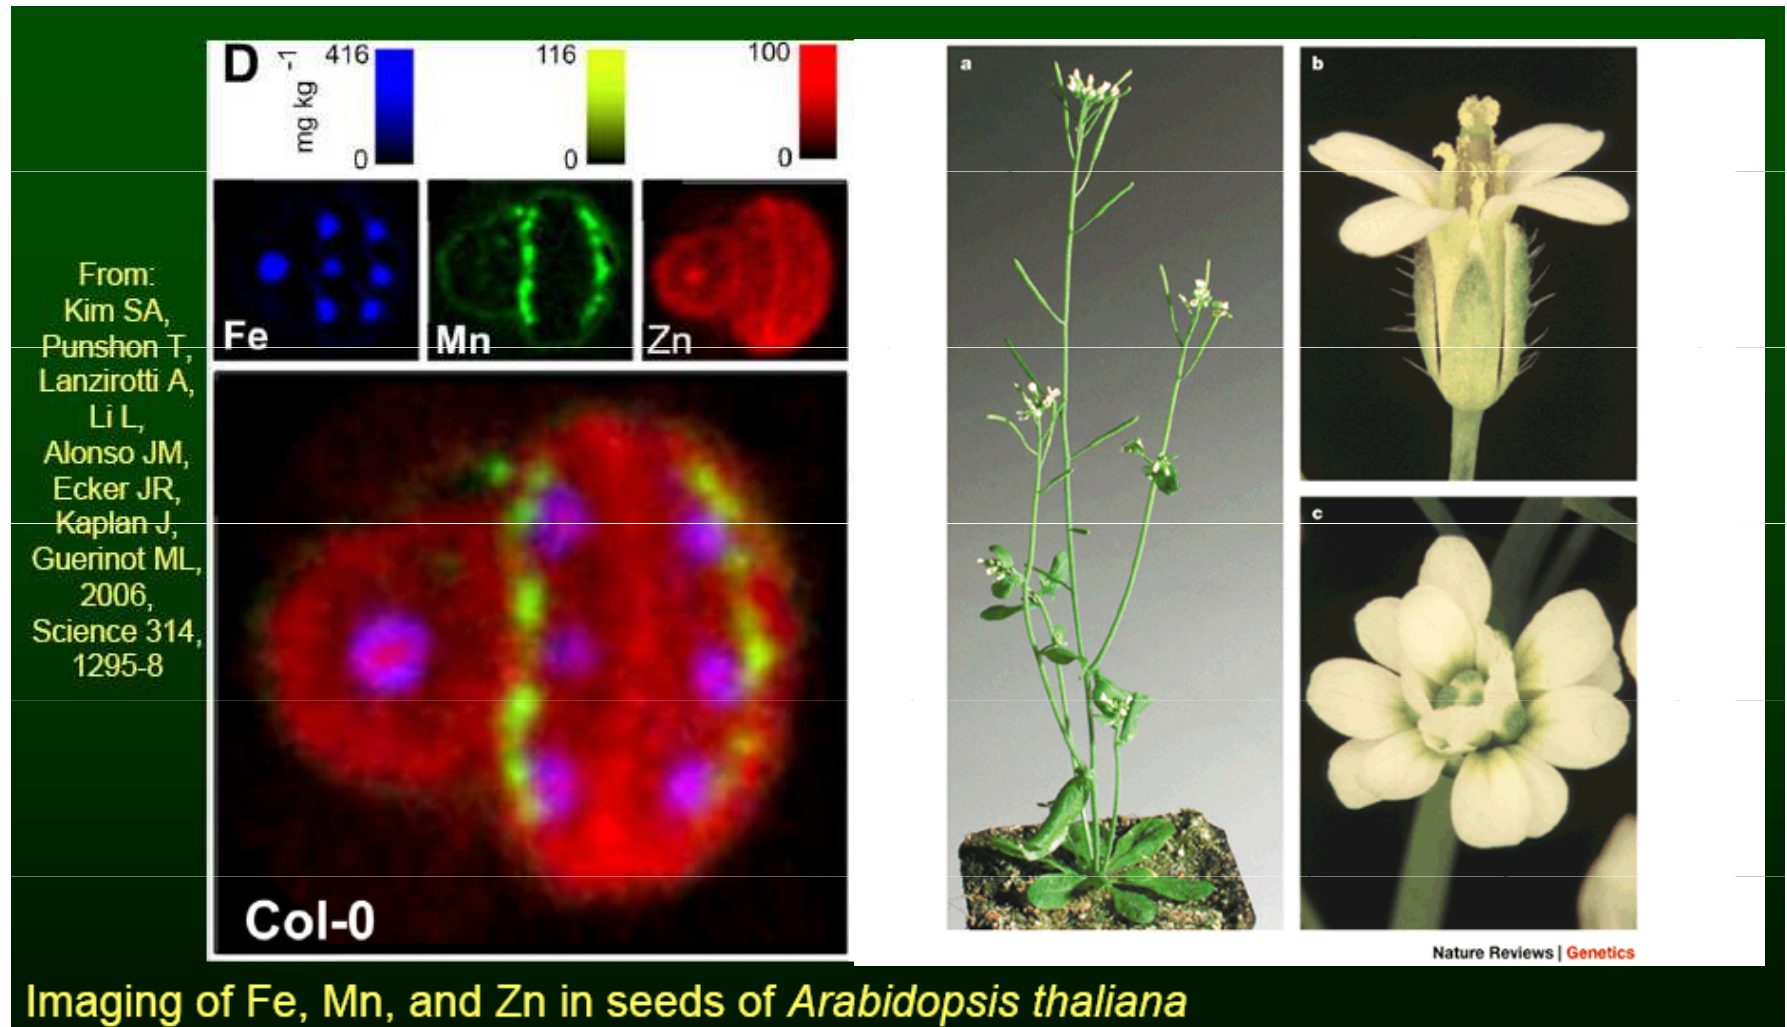 D
mg kg -1
416
0
116
0
100
0
Fe
Mn
Zn
Col-0
From:
Kim SA,
Punshon T,
Lanzirotti A,
Li L,
Alonso JM,
Ecker JR,
Kaplan J,
Guerinot ML,
2006,
Science 314,
1295-8
a
b
c
Nature Reviews | Genetics
Imaging of Fe, Mn, and Zn in seeds of Arabidopsis thaliana